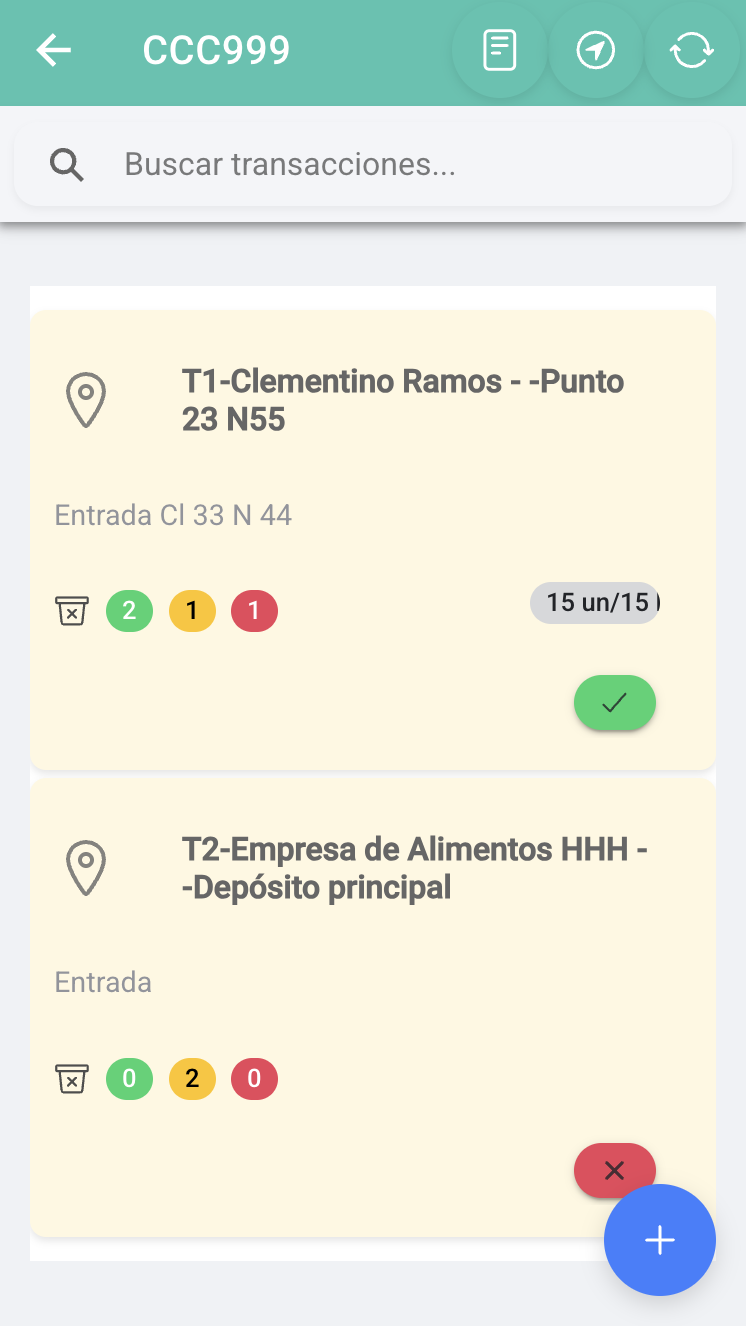 CCC999
Buscar transacciones...
T1-Clementino Ramos - -Punto
23 N55
Entrada Cl 33 N 44
2 1 1 15 un/15
T2-Empresa de Alimentos HHH -
-Depósito principal
Entrada
0 2 0